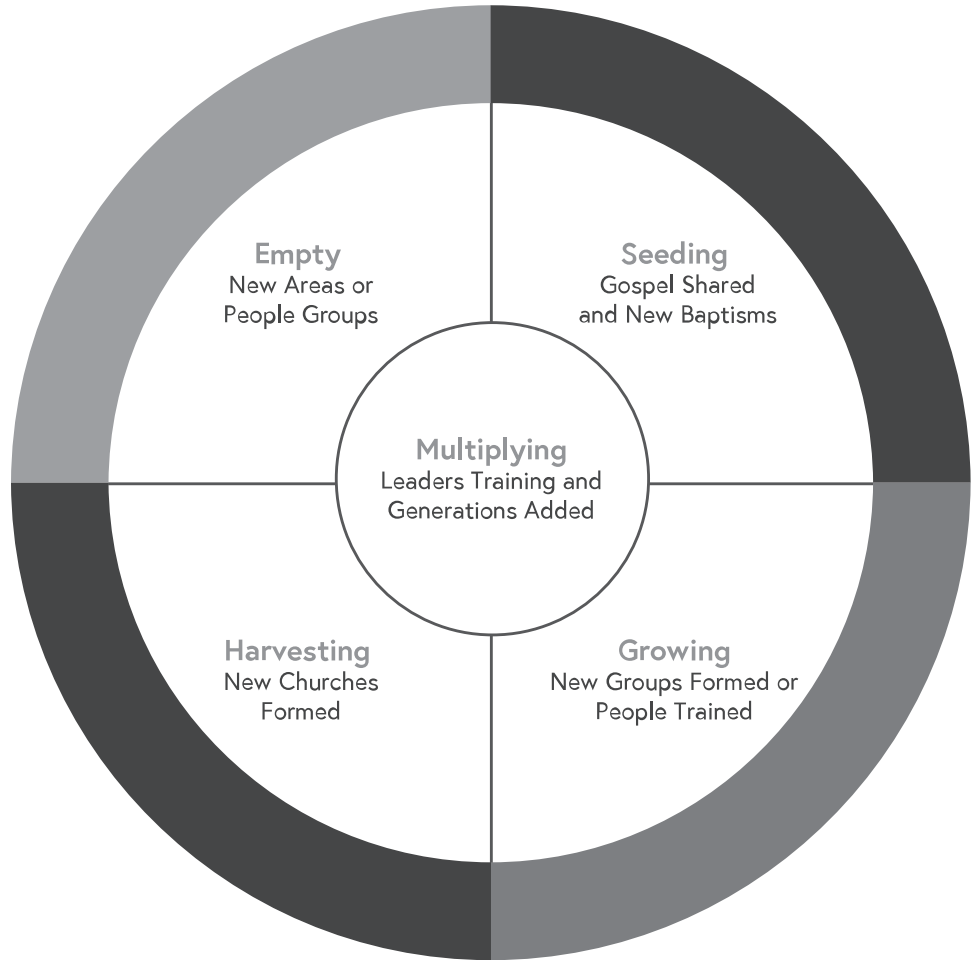 Empty
New Areas or
People Groups
Seeding
Gospel Shared
and New Baptisms
Multiplying
Leaders Training and
Generations Added
Harvesting
New Churches
Formed
Growing
New Groups Formed or
People Trained